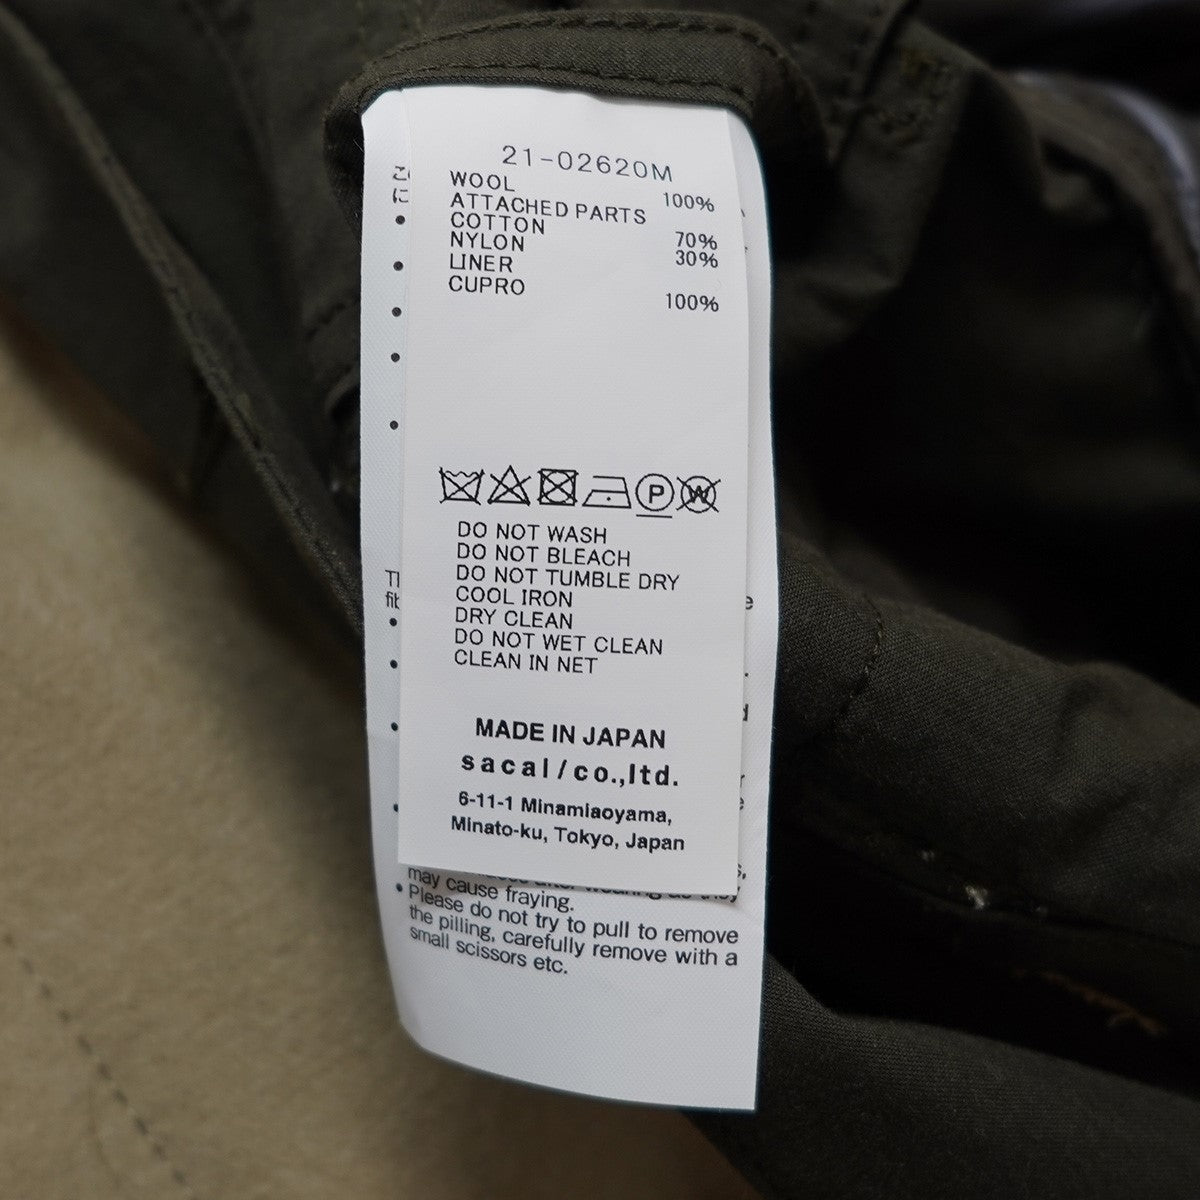 21-02620M
WOOL 100%
ATTACHED PARTS
COTTON 70%
NYLON 30%
LINER
CUPRO 100%
P W
DO NOT WASH
DO NOT BLEACH
DO NOT TUMBLE DRY
COOL IRON
DRY CLEAN
DO NOT WET CLEAN
CLEAN IN NET
MADE IN JAPAN
sacai/co.,ltd.
6-11-1 Minamiaoyama,
Minato-ku, Tokyo, Japan
may cause fraying.
• Please do not try to pull to remove
the pilling, carefully remove with a
small scissors etc.